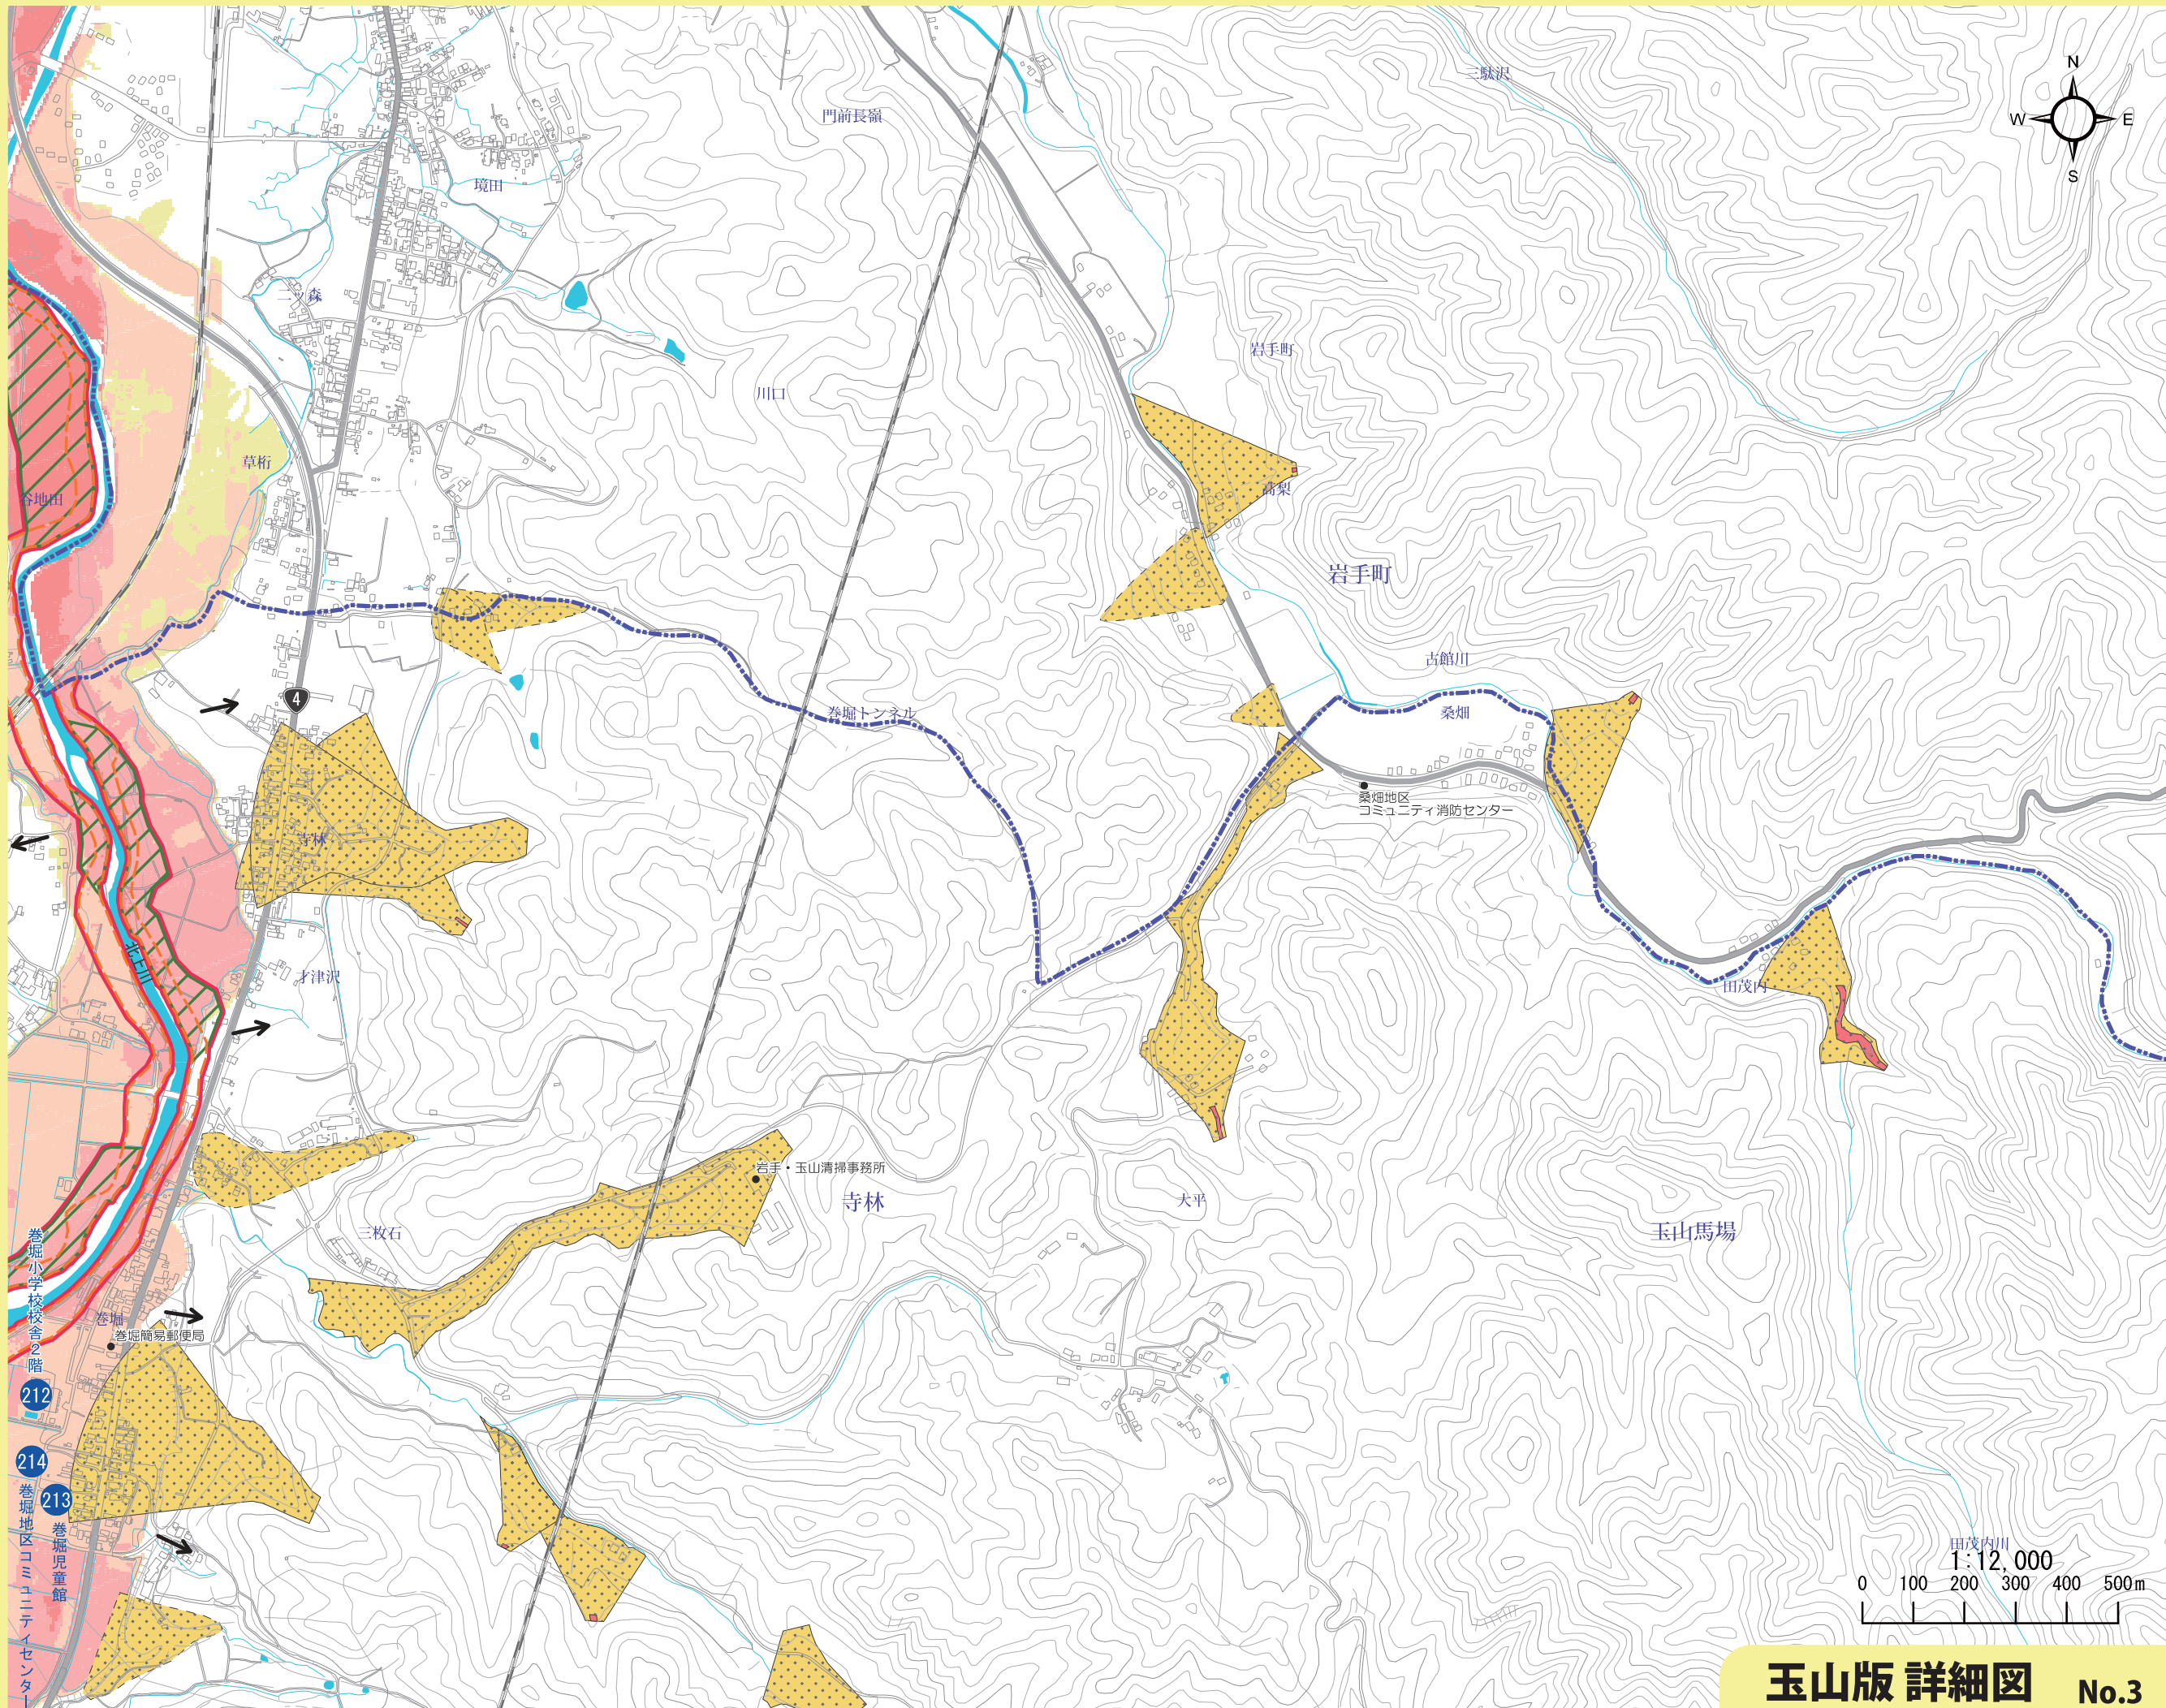 三駄沢
N
W
E
S
門前長嶺
境田
二ツ森
岩手町
川口
草桁
谷地田
高梨
岩手町
古館川
4
巻堀トンネル
桑畑
桑畑地区
コミュニティ消防センター
寺林
北上川
才津沢
田茂内
岩手・玉山清掃事務所
寺林
大平
三枚石
玉山馬場
巻堀小学校校舎2階
巻堀
巻堀簡易郵便局
212
214
213
巻堀地区コミュニティセンター
巻堀児童館
田茂内川
1:12,000
0 100 200 300 400 500m
玉山版 詳細図 No.3